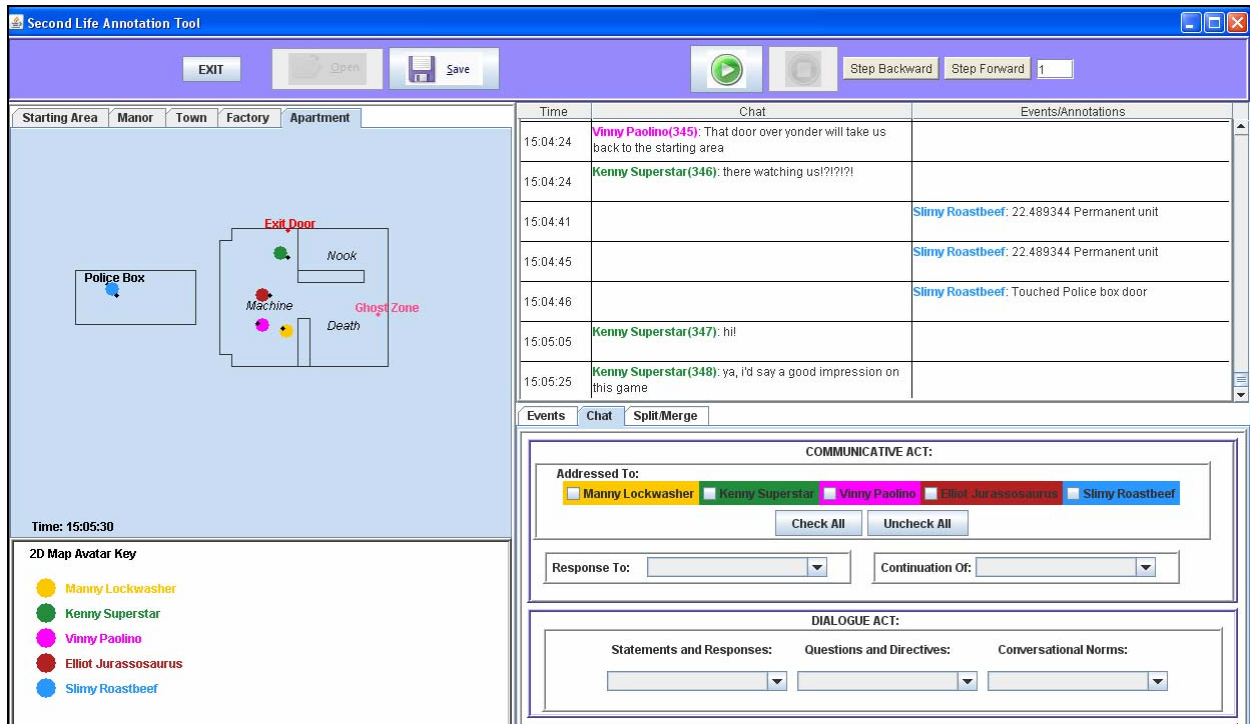 Second Life Annotation Tool
EXIT
Open
Save
Step Backward
Step Forward
1
Starting Area
Manor
Town
Factory
Apartment
Exit Door
Nook
Police Box
Machine
Ghost Zone
Death
Time: 15:05:30
2D Map Avatar Key
Manny Lockwasher
Kenny Superstar
Vinny Paolino
Elliot Jurassosaurus
Slimy Roastbeef
Time Chat Events/Annotations
15:04:24 Vinny Paolino(345): That door over yonder will take us
back to the starting area
15:04:24 Kenny Superstar(346): there watching us!?!?!?!
15:04:41 Slimy Roastbeef: 22.489344 Permanent unit
15:04:45 Slimy Roastbeef: 22.489344 Permanent unit
15:04:46 Slimy Roastbeef: Touched Police box door
15:05:05 Kenny Superstar(347): hi!
15:05:25 Kenny Superstar(348): ya, i'd say a good impression on
this game
Events
Chat
Split/Merge
COMMUNICATIVE ACT:
Addressed To:
Manny Lockwasher Kenny Superstar Vinny Paolino Elliot Jurassosaurus Slimy Roastbeef
Check All
Uncheck All
Response To:
Continuation Of:
DIALOGUE ACT:
Statements and Responses:
Questions and Directives:
Conversational Norms: